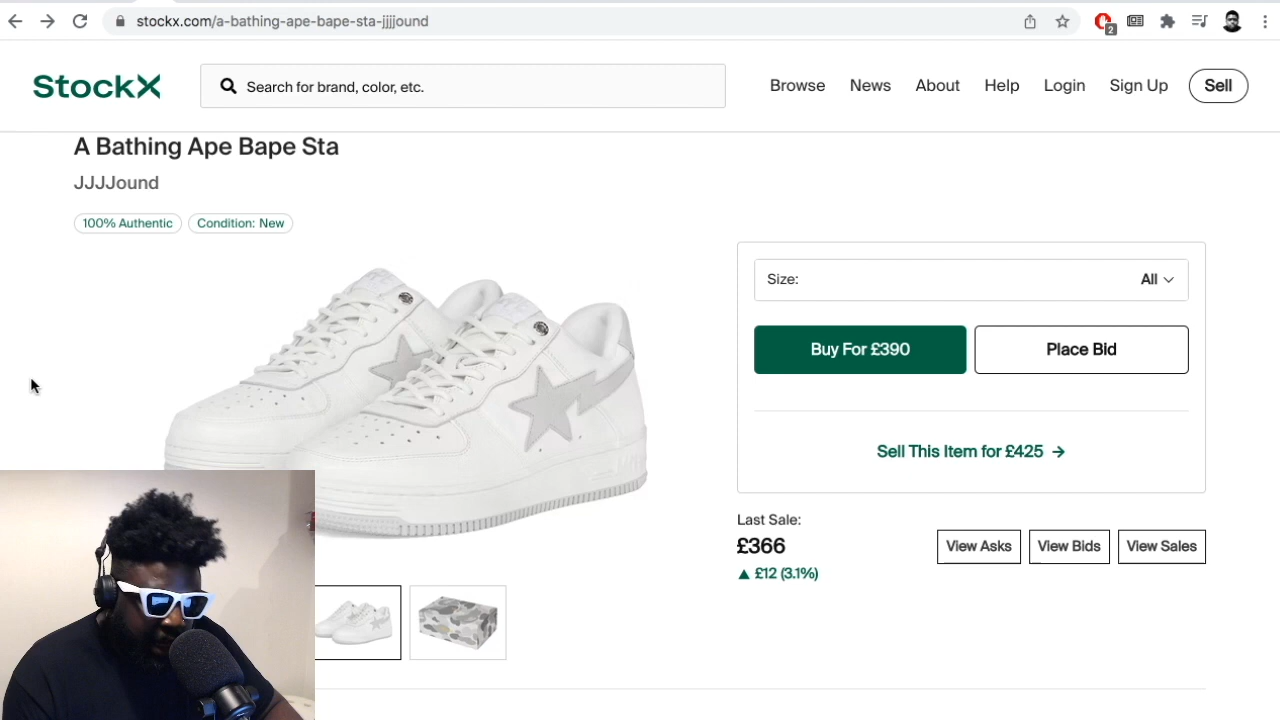 stockx.com/a-bathing-ape-bape-sta-jjjjound
2
StockX
Search for brand, color, etc.
Browse News About Help Login Sign Up Sell
A Bathing Ape Bape Sta
JJJJound
100% Authentic Condition: New
Size: All
Buy For £390 Place Bid
Sell This Item for £425 →
Last Sale:
£366
▲ £12 (3.1%)
View Asks View Bids View Sales